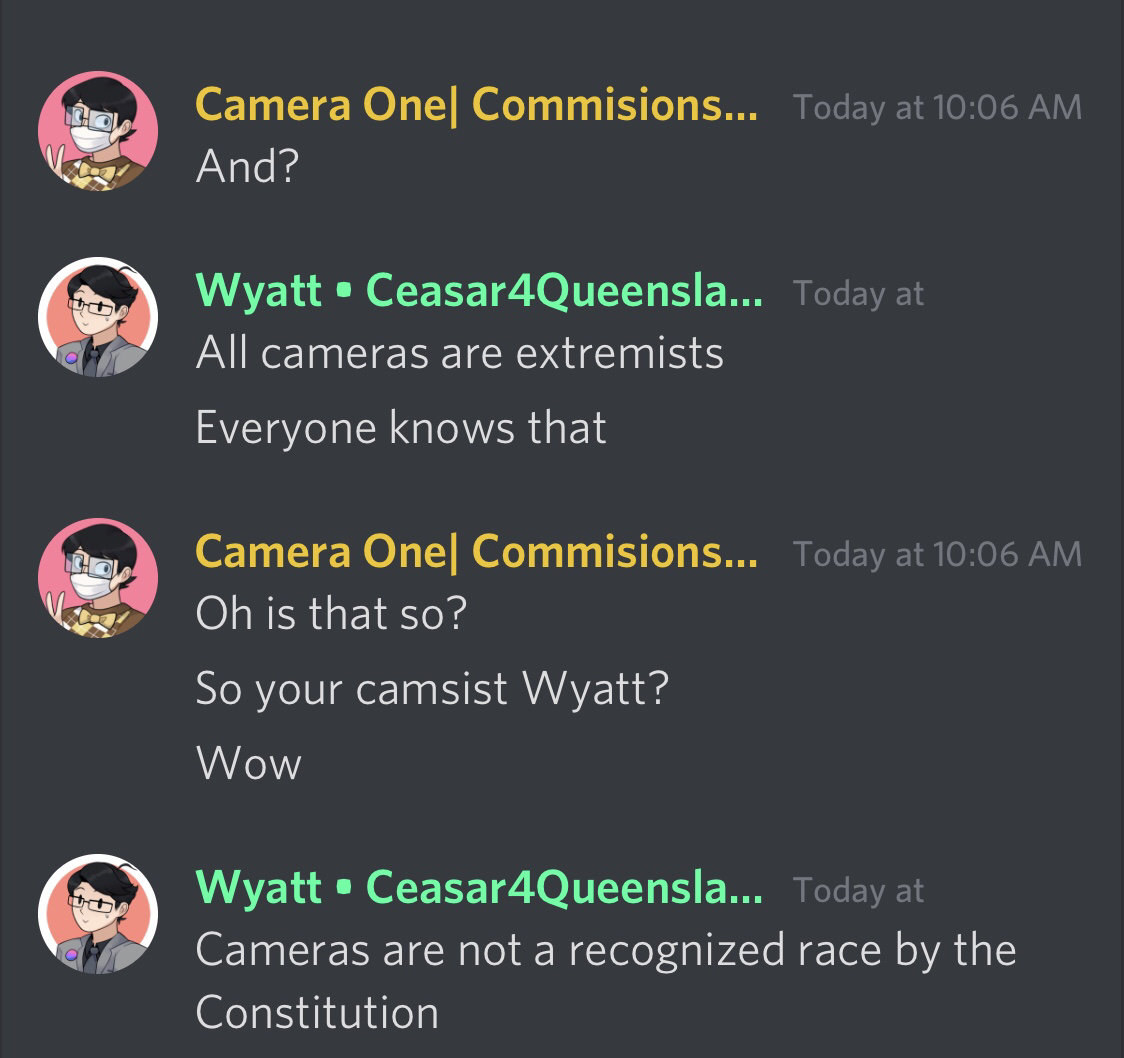 Camera One| Commisions... Today at 10:06 AM
And?
Wyatt • Ceasar4Queensla... Today at
All cameras are extremists
Everyone knows that
Camera One| Commisions... Today at 10:06 AM
Oh is that so?
So your camsist Wyatt?
Wow
Wyatt • Ceasar4Queensla... Today at
Cameras are not a recognized race by the
Constitution